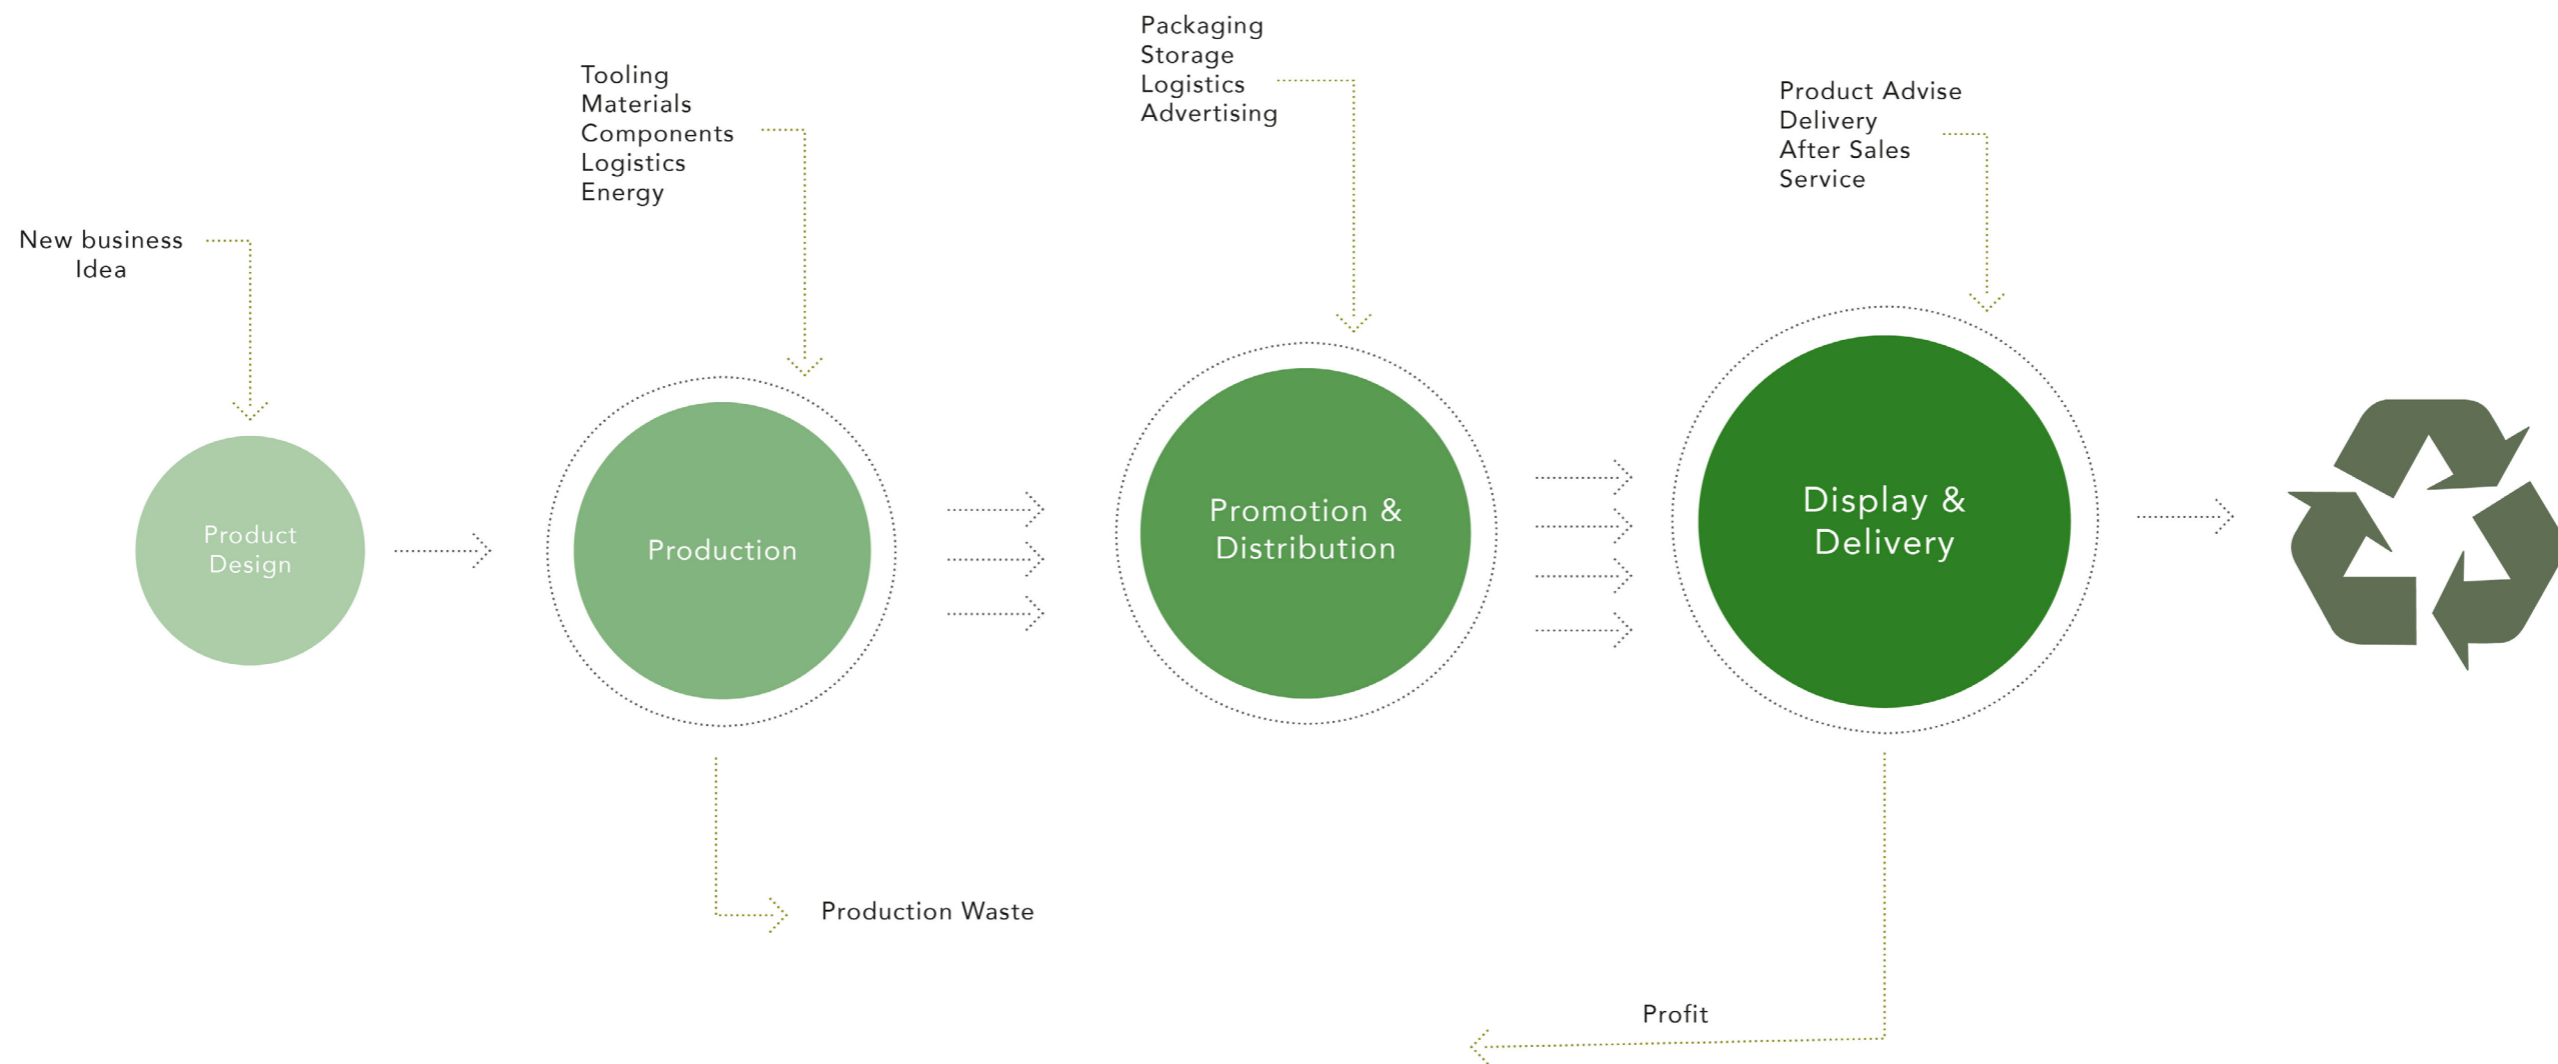 New business
Idea
Product
Design
Tooling
Materials
Components
Logistics
Energy
Production
Production Waste
Packaging
Storage
Logistics
Advertising
Promotion &
Distribution
Product Advise
Delivery
After Sales
Service
Display &
Delivery
Profit